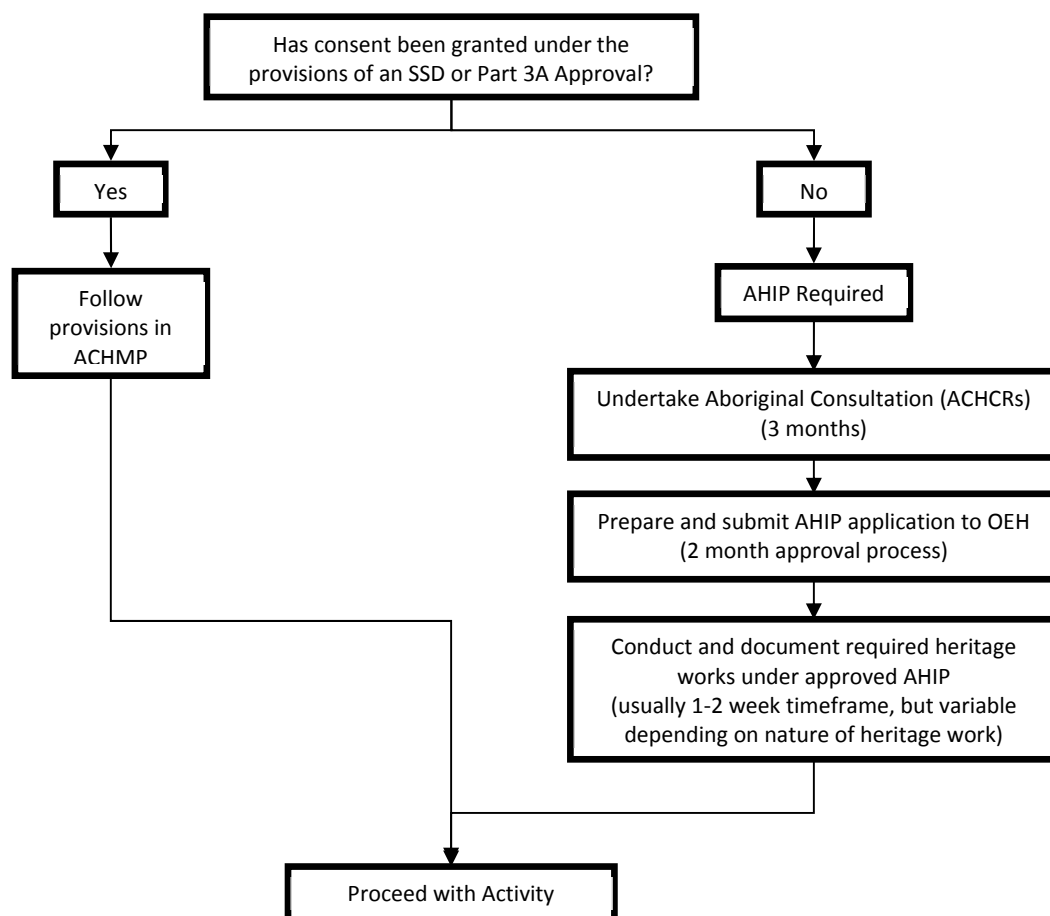 Has consent been granted under the
provisions of an SSD or Part 3A Approval?
Yes
No
Follow
provisions in
ACHMP
AHIP Required
Undertake Aboriginal Consultation (ACHCRs)
(3 months)
Prepare and submit AHIP application to OEH
(2 month approval process)
Conduct and document required heritage
works under approved AHIP
(usually 1-2 week timeframe, but variable
depending on nature of heritage work)
Proceed with Activity